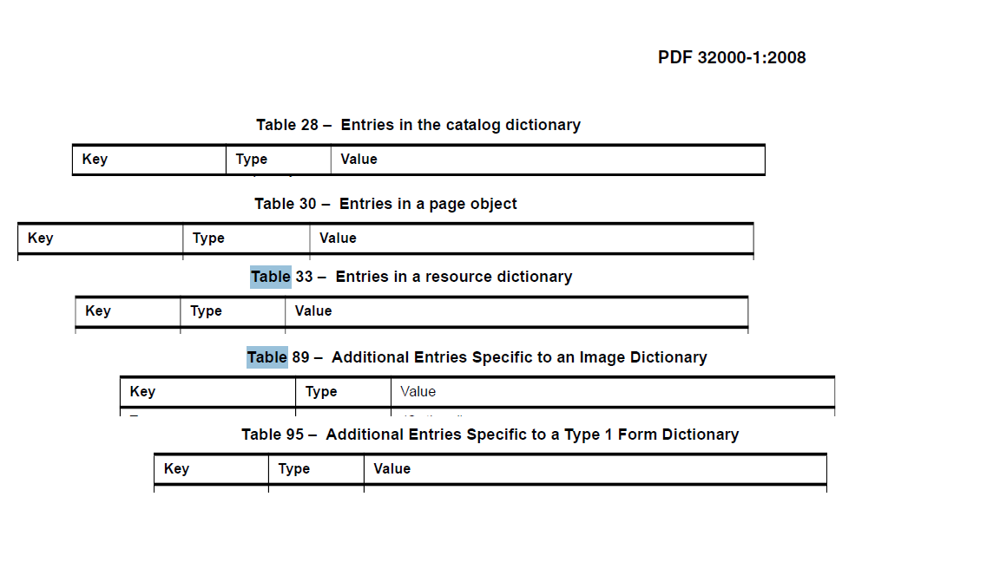 PDF 32000-1:2008
Table 28 – Entries in the catalog dictionary
Key Type Value
Table 30 – Entries in a page object
Key Type Value
Table 33 – Entries in a resource dictionary
Key Type Value
Table 89 – Additional Entries Specific to an Image Dictionary
Key Type Value
Table 95 – Additional Entries Specific to a Type 1 Form Dictionary
Key Type Value